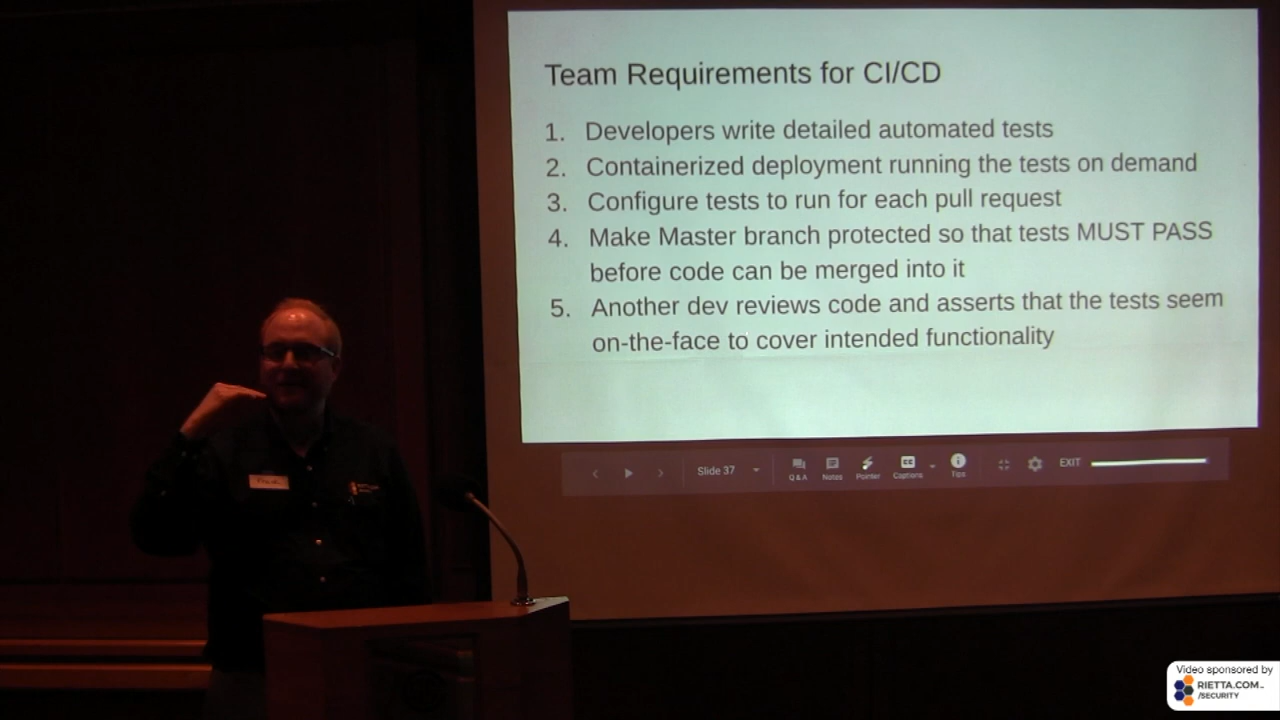 Team Requirements for CI/CD
1. Developers write detailed automated tests
2. Containerized deployment running the tests on demand
3. Configure tests to run for each pull request
4. Make Master branch protected so that tests MUST PASS
before code can be merged into it
5. Another dev reviews code and asserts that the tests seem
on-the-face to cover intended functionality
Slide 37
Q&A
Notes
Pointer
Captions
Tips
EXIT
Video sponsored by
RIETTA.COM
/SECURITY